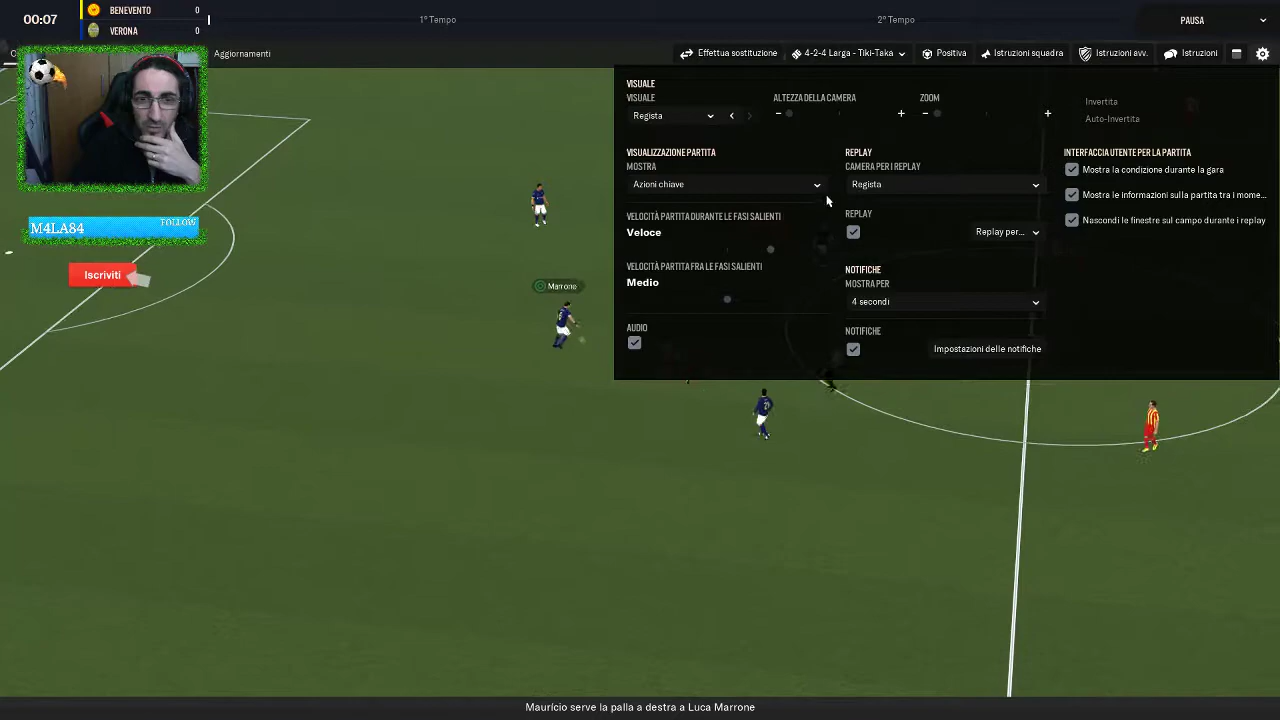 00:07
BENEVENTO 0
VERONA 0
1° Tempo
2° Tempo
PAUSA
Aggiornamenti
Effettua sostituzione
4-2-4 Larga - Tiki-Taka
Positiva
Istruzioni squadra
Istruzioni avv.
Istruzioni
VISUALE
VISUALE
Regista
ALTEZZA DELLA CAMERA
- +
ZOOM
- +
Invertita
Auto-Invertita
VISUALIZZAZIONE PARTITA
MOSTRA
Azioni chiave
VELOCITÀ PARTITA DURANTE LE FASI SALIENTI
Veloce
VELOCITÀ PARTITA FRA LE FASI SALIENTI
Medio
AUDIO
REPLAY
CAMERA PER I REPLAY
Regista
REPLAY
Replay per...
NOTIFICHE
MOSTRA PER
4 secondi
NOTIFICHE
Impostazioni delle notifiche
INTERFACCIA UTENTE PER LA PARTITA
Mostra la condizione durante la gara
Mostra le informazioni sulla partita tra i mome...
Nascondi le finestre sul campo durante i replay
M4LA84
FOLLOW
Iscriviti
Marrone
Maurício serve la palla a destra a Luca Marrone